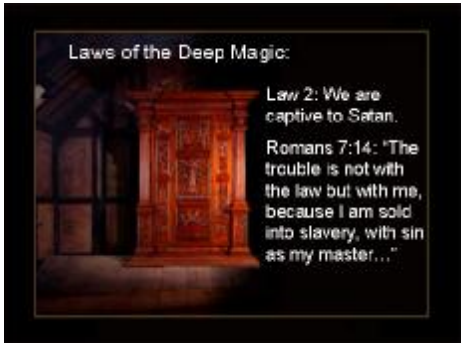 Laws of the Deep Magic:
Law 2: We are
captive to Satan.
Romans 7:14: "The
trouble is not with
the law but with me,
because I am sold
into slavery, with sin
as my master…"